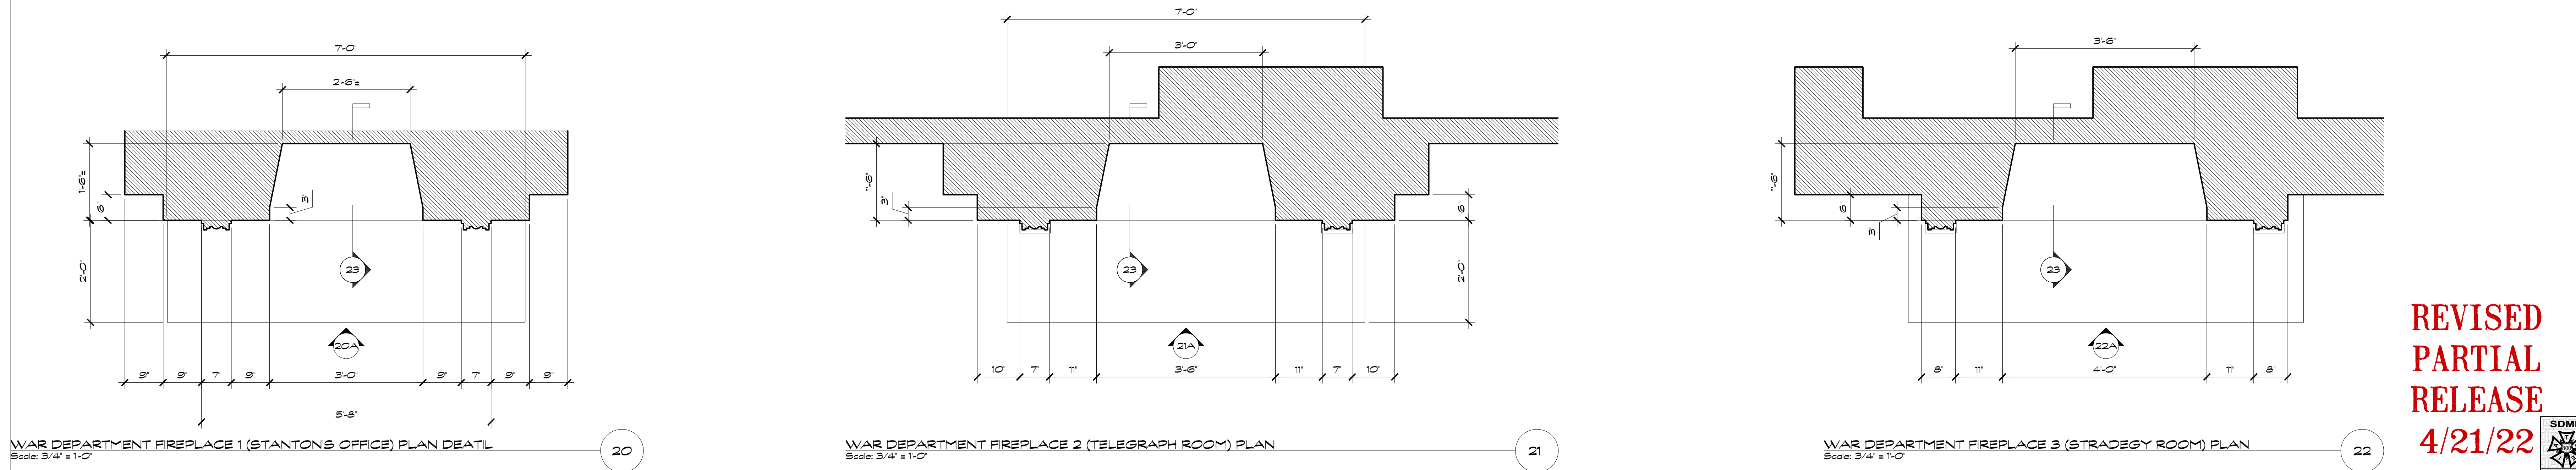 7'-0"
2'-6"±
1'-6"±
6"
3"
2'-0"
23
20A
9" 9" 7" 9" 3'-0" 9" 7" 9" 9"
5'-8"
WAR DEPARTMENT FIREPLACE 1 (STANTON'S OFFICE) PLAN DEATIL
Scale: 3/4" = 1'-0"
20
7'-0"
3'-0"
1'-6"
3"
6"
2'-0"
23
21A
10" 7" 11" 3'-6" 11" 7" 10"
WAR DEPARTMENT FIREPLACE 2 (TELEGRAPH ROOM) PLAN
Scale: 3/4" = 1'-0"
21
3'-6"
1'-6"
6"
3"
23
22A
8" 11" 4'-0" 11" 8"
WAR DEPARTMENT FIREPLACE 3 (STRADEGY ROOM) PLAN
Scale: 3/4" = 1'-0"
22
REVISED
PARTIAL
RELEASE
4/21/22